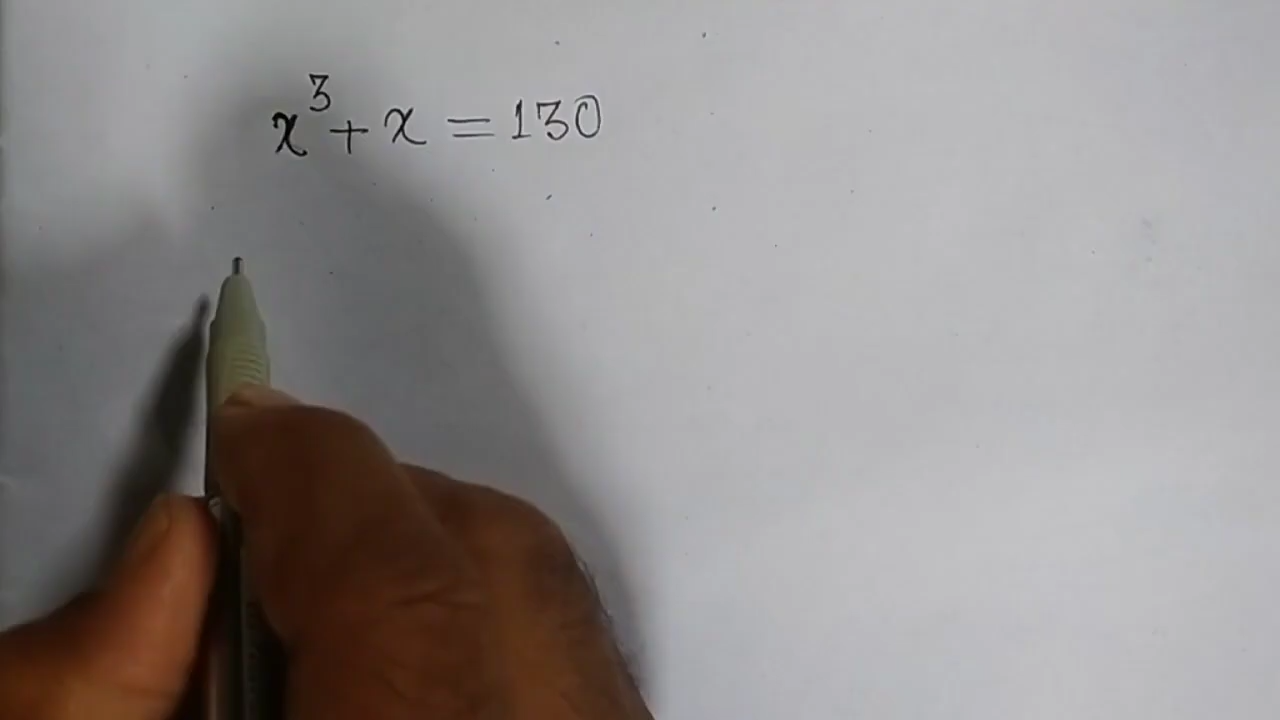 x³ + x = 130